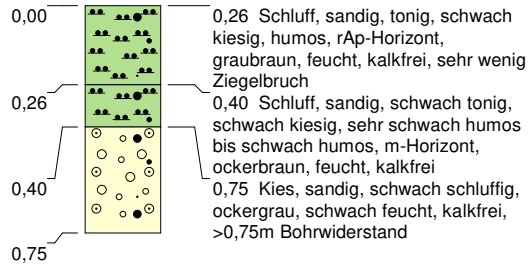 0,00
0,26 Schluff, sandig, tonig, schwach
kiesig, humos, rAp-Horizont,
graubraun, feucht, kalkfrei, sehr wenig
Ziegelbruch
0,26
0,40 Schluff, sandig, schwach tonig,
schwach kiesig, sehr schwach humos
bis schwach humos, m-Horizont,
ockerbraun, feucht, kalkfrei
0,40
0,75 Kies, sandig, schwach schluffig,
ockergrau, schwach feucht, kalkfrei,
>0,75m Bohrwiderstand
0,75